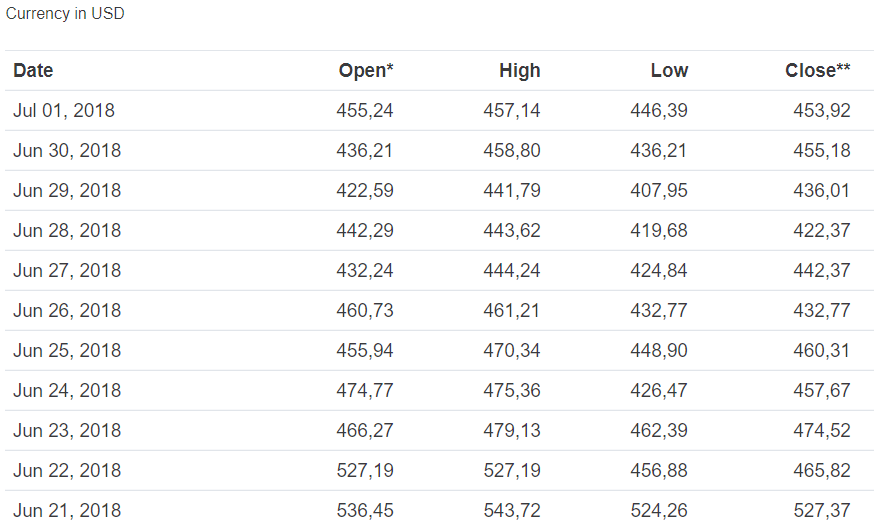 Currency in USD
Date Open* High Low Close**
Jul 01, 2018 455,24 457,14 446,39 453,92
Jun 30, 2018 436,21 458,80 436,21 455,18
Jun 29, 2018 422,59 441,79 407,95 436,01
Jun 28, 2018 442,29 443,62 419,68 422,37
Jun 27, 2018 432,24 444,24 424,84 442,37
Jun 26, 2018 460,73 461,21 432,77 432,77
Jun 25, 2018 455,94 470,34 448,90 460,31
Jun 24, 2018 474,77 475,36 426,47 457,67
Jun 23, 2018 466,27 479,13 462,39 474,52
Jun 22, 2018 527,19 527,19 456,88 465,82
Jun 21, 2018 536,45 543,72 524,26 527,37